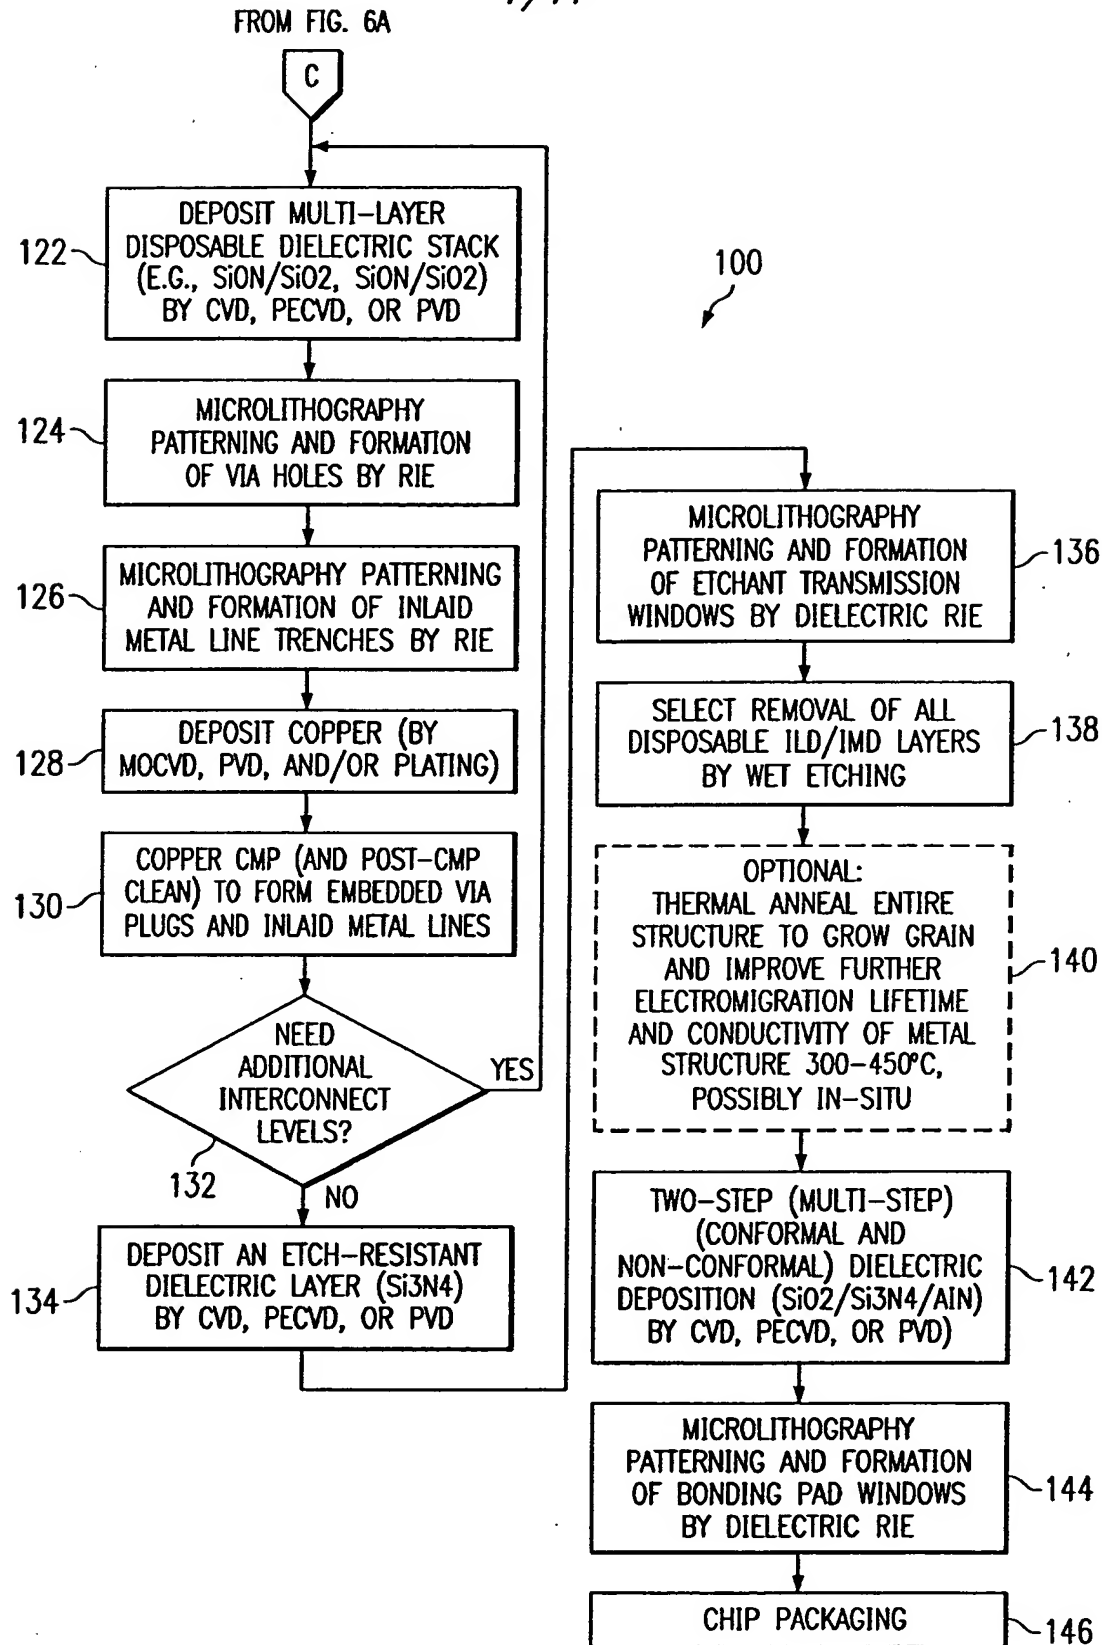 FROM FIG. 6A
C
122
DEPOSIT MULTI-LAYER
DISPOSABLE DIELECTRIC STACK
(E.G., SiON/SiO2, SiON/SiO2)
BY CVD, PECVD, OR PVD
124
MICROLITHOGRAPHY
PATTERNING AND FORMATION
OF VIA HOLES BY RIE
126
MICROLITHOGRAPHY PATTERNING
AND FORMATION OF INLAID
METAL LINE TRENCHES BY RIE
128
DEPOSIT COPPER (BY
MOCVD, PVD, AND/OR PLATING)
130
COPPER CMP (AND POST-CMP
CLEAN) TO FORM EMBEDDED VIA
PLUGS AND INLAID METAL LINES
NEED
ADDITIONAL
INTERCONNECT
LEVELS?
YES
132
NO
134
DEPOSIT AN ETCH-RESISTANT
DIELECTRIC LAYER (Si3N4)
BY CVD, PECVD, OR PVD
100
MICROLITHOGRAPHY
PATTERNING AND FORMATION
OF ETCHANT TRANSMISSION
WINDOWS BY DIELECTRIC RIE
136
SELECT REMOVAL OF ALL
DISPOSABLE ILD/IMD LAYERS
BY WET ETCHING
138
OPTIONAL:
THERMAL ANNEAL ENTIRE
STRUCTURE TO GROW GRAIN
AND IMPROVE FURTHER
ELECTROMIGRATION LIFETIME
AND CONDUCTIVITY OF METAL
STRUCTURE 300-450°C,
POSSIBLY IN-SITU
140
TWO-STEP (MULTI-STEP)
(CONFORMAL AND
NON-CONFORMAL) DIELECTRIC
DEPOSITION (SiO2/Si3N4/AlN)
BY CVD, PECVD, OR PVD)
142
MICROLITHOGRAPHY
PATTERNING AND FORMATION
OF BONDING PAD WINDOWS
BY DIELECTRIC RIE
144
CHIP PACKAGING
146